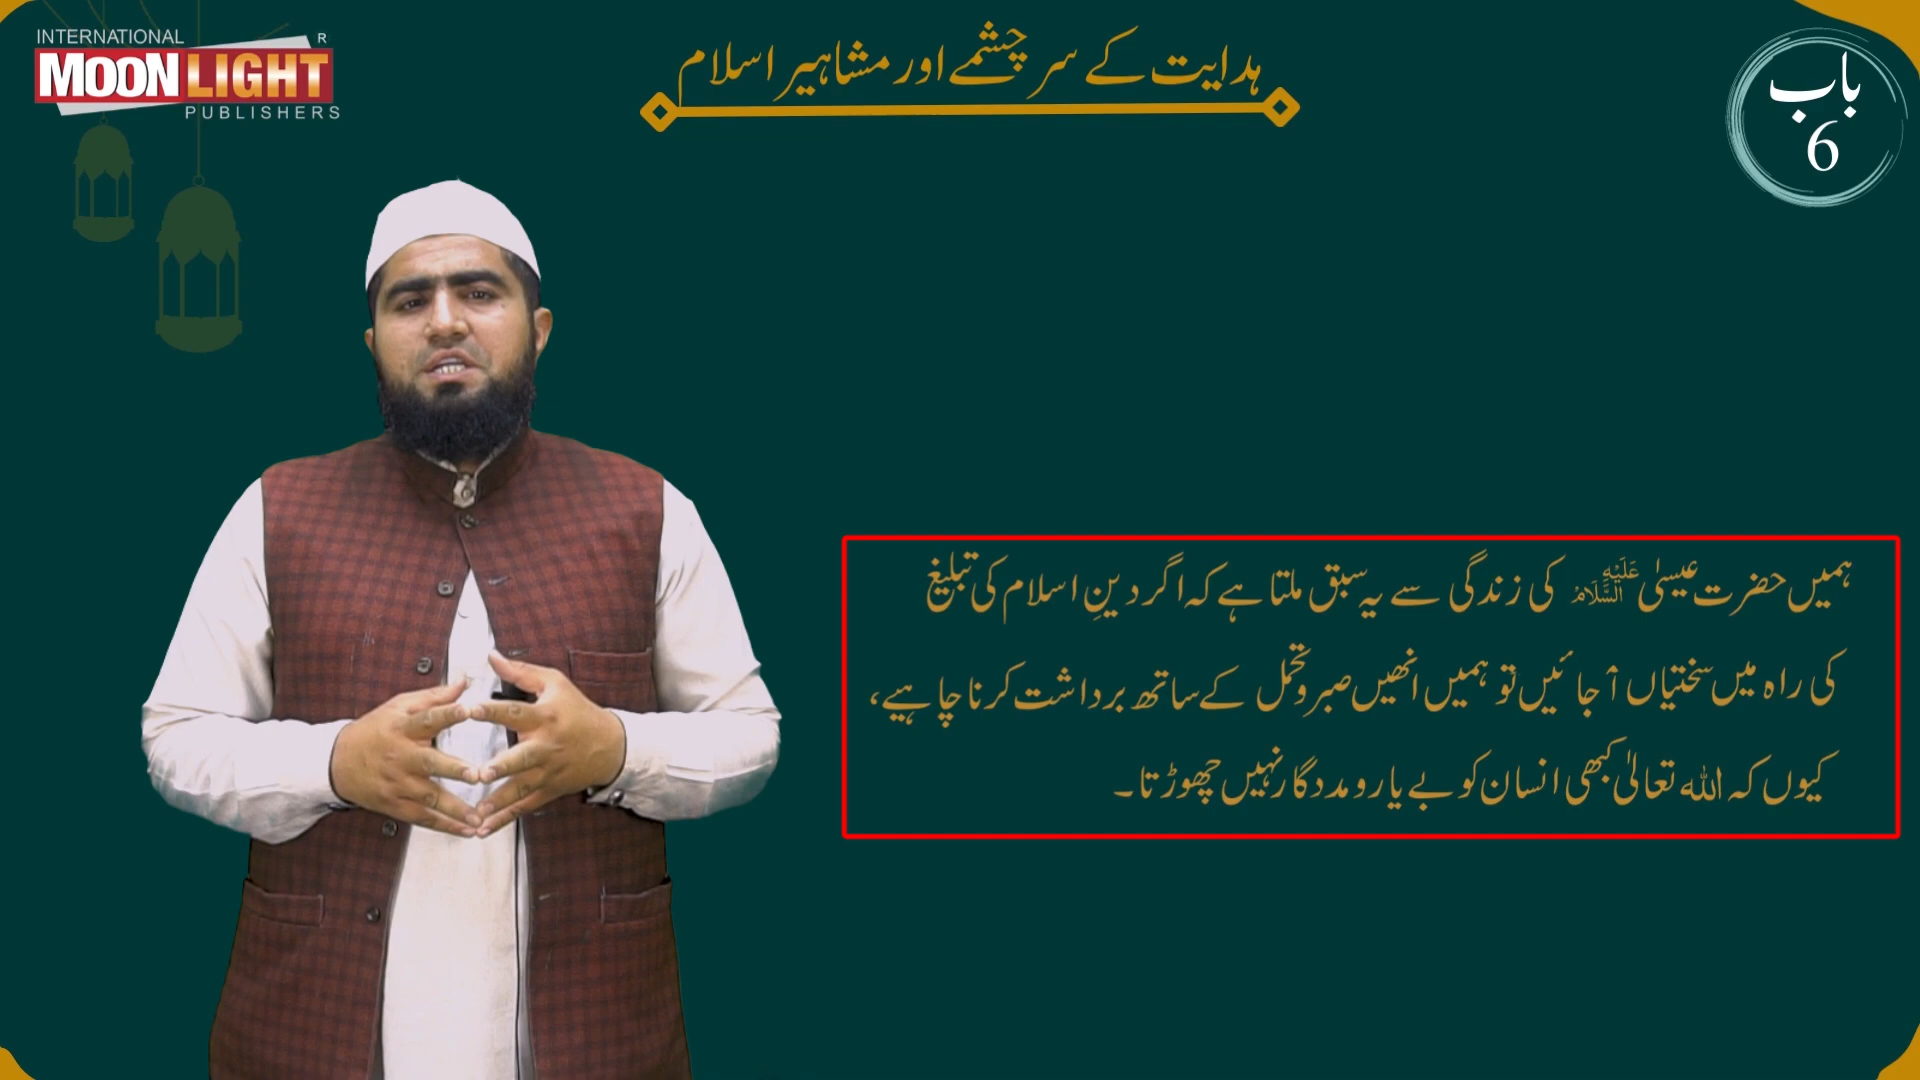 INTERNATIONAL
R
MOON LIGHT
PUBLISHERS
ہدایت کے سرچشمے اور مشاہیر اسلام
باب
6
ہمیں حضرت عیسیٰ عَلَيْهِ السَّلَام کی زندگی سے یہ سبق ملتا ہے کہ اگر دینِ اسلام کی تبلیغ
کی راہ میں سختیاں آ جائیں تو ہمیں انھیں صبر و تحمل کے ساتھ برداشت کرنا چاہیے،
کیوں کہ اللہ تعالیٰ کبھی انسان کو بے یار و مددگار نہیں چھوڑتا۔